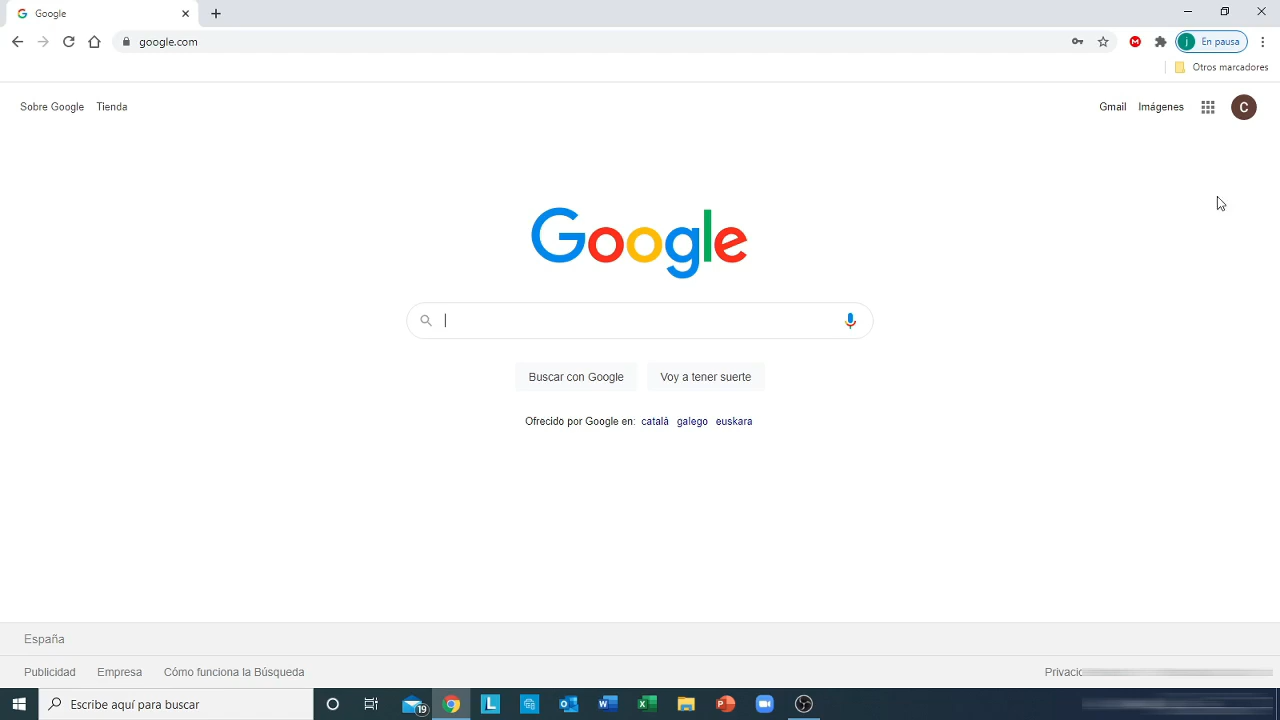 Google
google.com
En pausa
Otros marcadores
Sobre Google Tienda
Gmail Imágenes
C
Google
Buscar con Google Voy a tener suerte
Ofrecido por Google en: català galego euskara
España
Publicidad Empresa Cómo funciona la Búsqueda
Escribe aquí para buscar
19